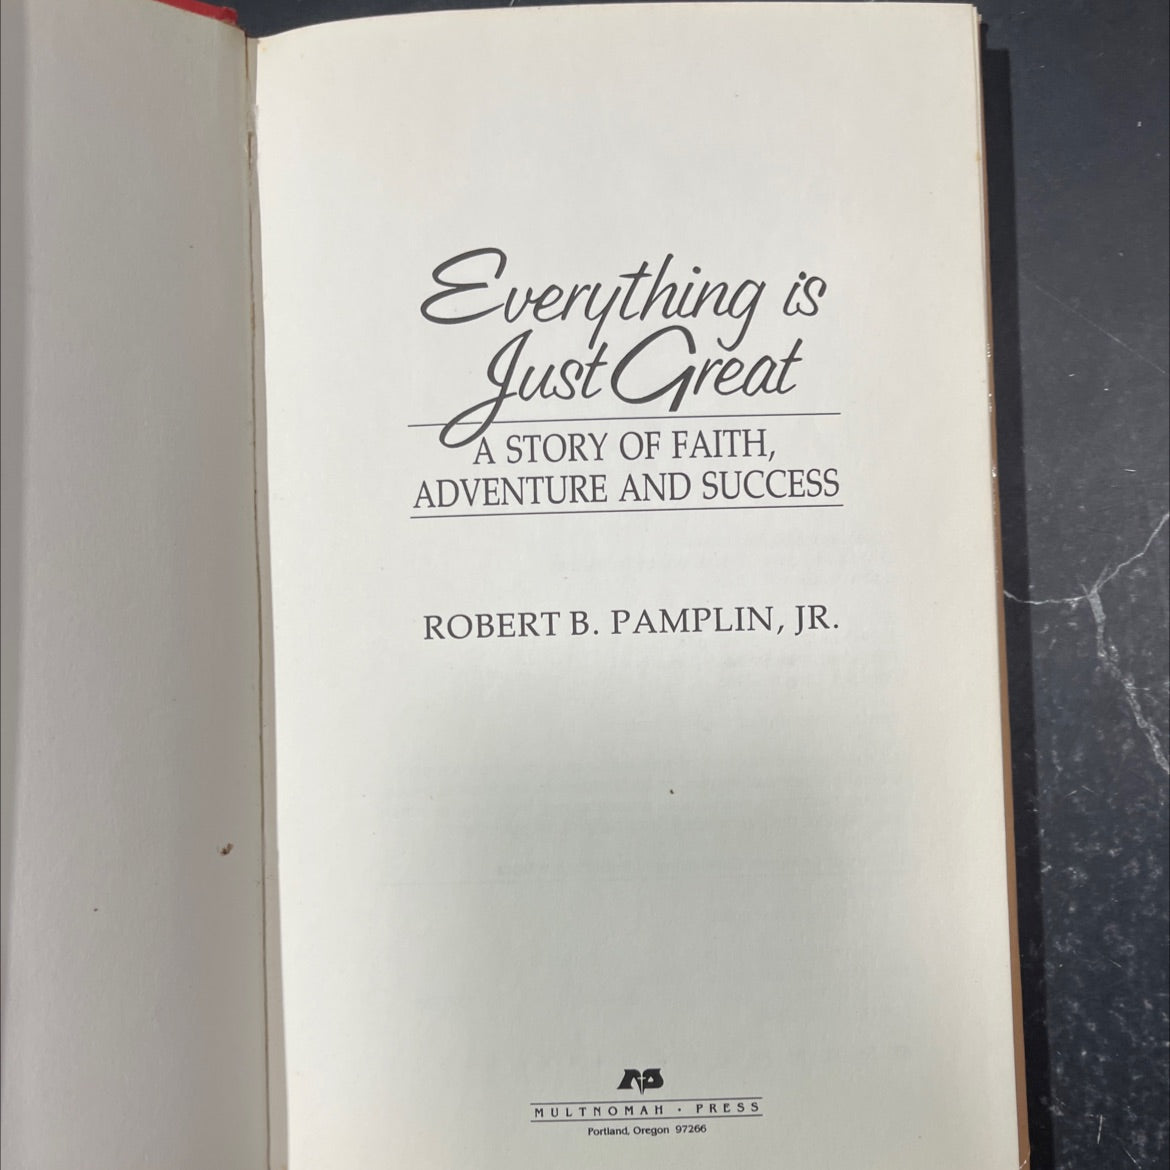 Everything is
Just Great
A STORY OF FAITH,
ADVENTURE AND SUCCESS
ROBERT B. PAMPLIN, JR.
MULTNOMAH · PRESS
Portland, Oregon 97266